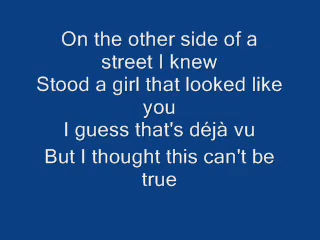 On the other side of a
street I knew
Stood a girl that looked like
you
I guess that's déjà vu
But I thought this can't be
true